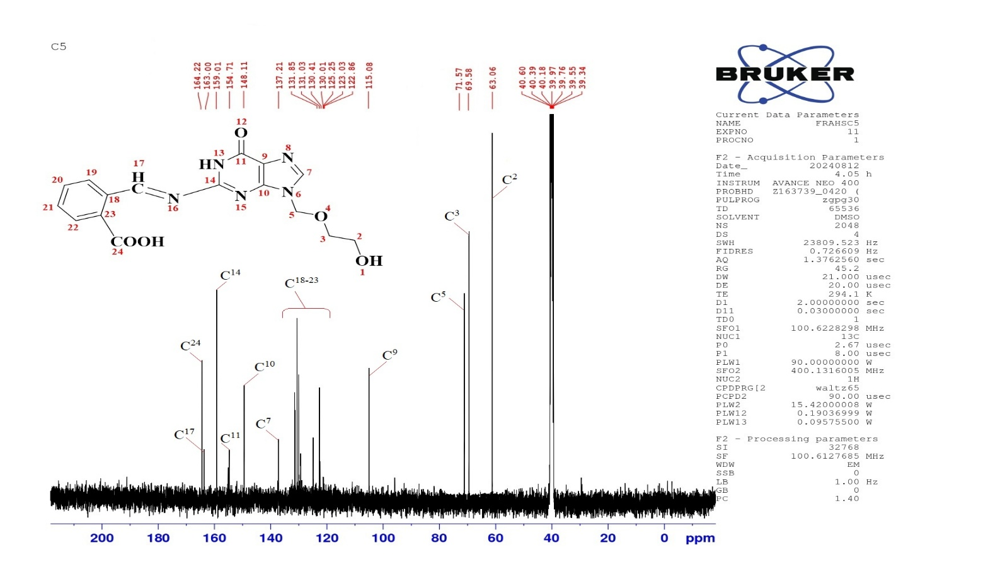 C5
164.22
163.00
159.01
154.71
148.11
137.21
131.85
131.03
130.41
130.01
125.25
123.03
122.86
115.08
71.57
69.58
63.06
40.60
40.39
40.18
39.97
39.76
39.55
39.34
12
O
13
HN
11
9
8
N
7
17
H
C
19
20
21
22
18
23
14
N
16
N
15
10
N
6
5
4
O
3
2
COOH
24
OH
1
C2
C3
C5
C14
C18-23
C24
C10
C9
C17
C11
C7
200 180 160 140 120 100 80 60 40 20 0 ppm
BRUKER
Current Data Parameters
NAME FRAHSC5
EXPNO 11
PROCNO 1
F2 - Acquisition Parameters
Date_ 20240812
Time 4.05 h
INSTRUM AVANCE NEO 400
PROBHD Z163739_0420 (
PULPROG zgpg30
TD 65536
SOLVENT DMSO
NS 2048
DS 4
SWH 23809.523 Hz
FIDRES 0.726609 Hz
AQ 1.3762560 sec
RG 45.2
DW 21.000 usec
DE 20.00 usec
TE 294.1 K
D1 2.00000000 sec
D11 0.03000000 sec
TD0 1
SFO1 100.6228298 MHz
NUC1 13C
P0 2.67 usec
P1 8.00 usec
PLW1 90.00000000 W
SFO2 400.1316005 MHz
NUC2 1H
CPDPRG[2 waltz65
PCPD2 90.00 usec
PLW2 15.42000008 W
PLW12 0.19036999 W
PLW13 0.09575500 W
F2 - Processing parameters
SI 32768
SF 100.6127685 MHz
WDW EM
SSB 0
LB 1.00 Hz
GB 0
PC 1.40